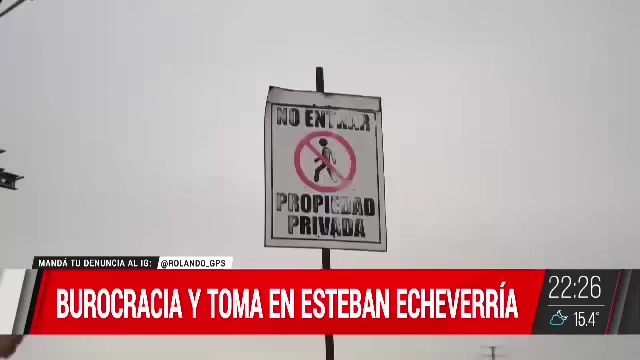 NO ENTRAR
PROPIEDAD
PRIVADA
MANDÁ TU DENUNCIA AL IG: @ROLANDO_GPS
BUROCRACIA Y TOMA EN ESTEBAN ECHEVERRÍA
22:26
15.4°